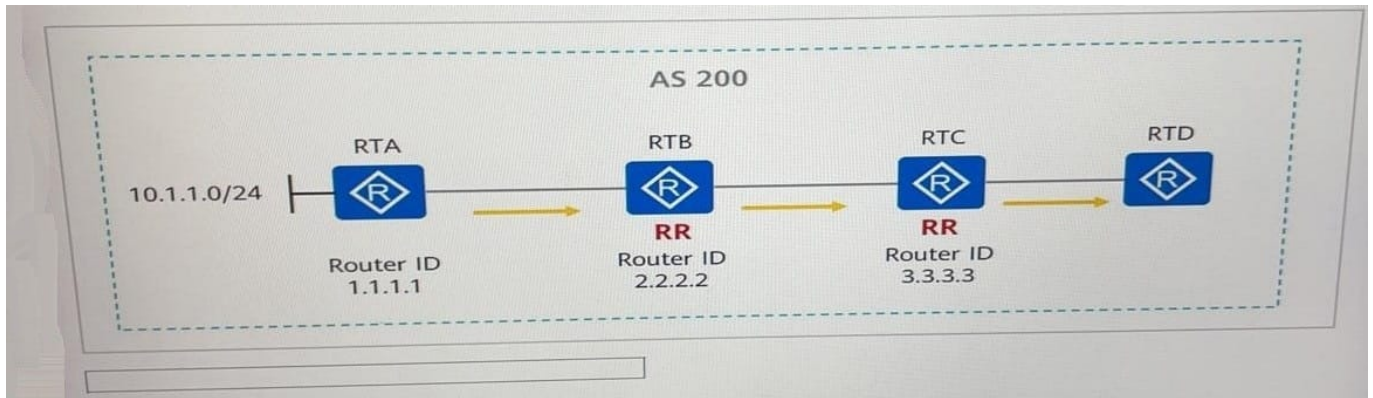 AS 200
RTA
RTB
RTC
RTD
10.1.1.0/24
R
R
R
R
RR
RR
Router ID
1.1.1.1
Router ID
2.2.2.2
Router ID
3.3.3.3